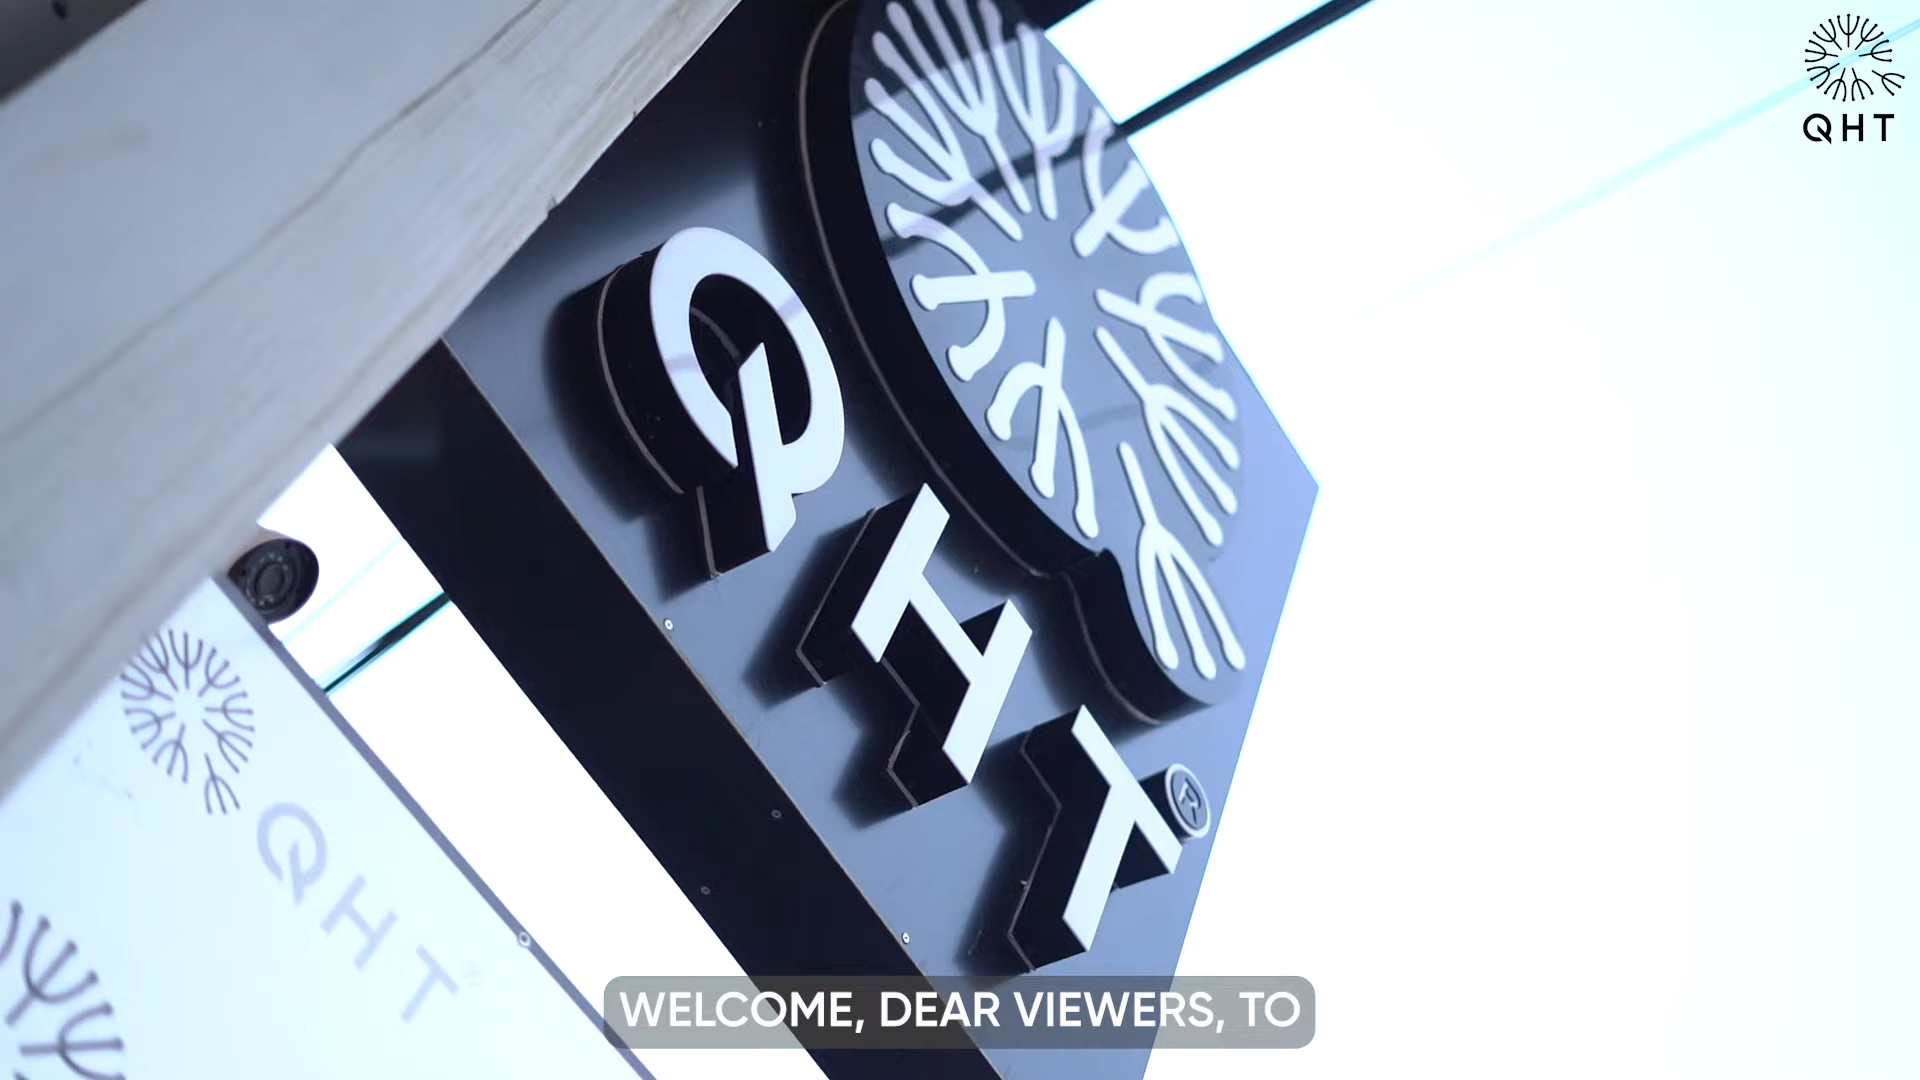 QHT
QHT
®
QHT®
WELCOME, DEAR VIEWERS, TO